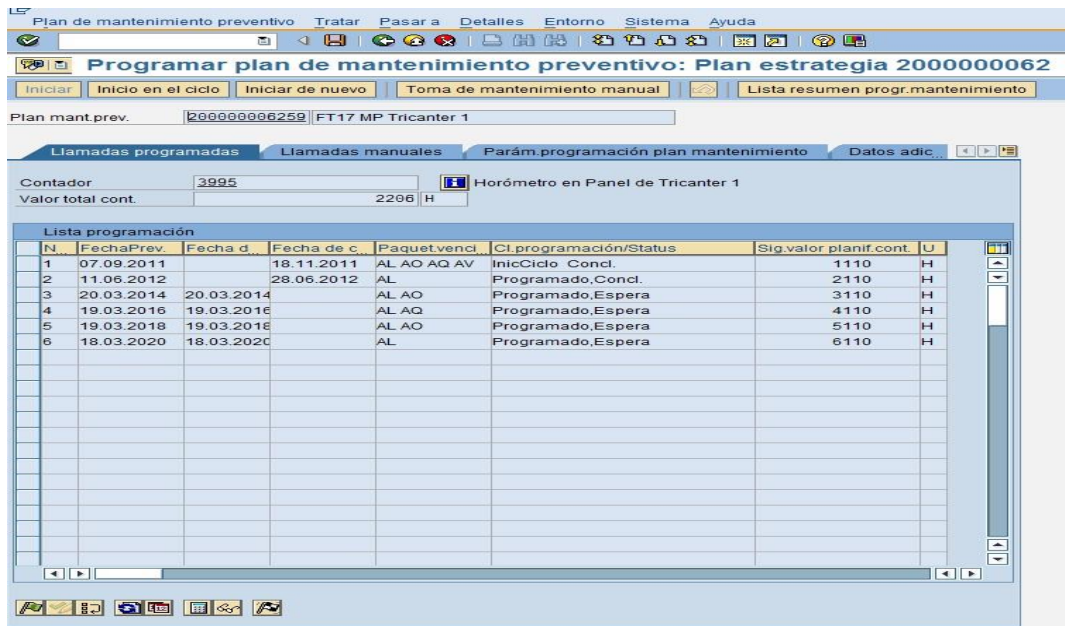 Plan de mantenimiento preventivo Tratar Pasar a Detalles Entorno Sistema Ayuda
Programar plan de mantenimiento preventivo: Plan estrategia 2000000062
Iniciar Inicio en el ciclo Iniciar de nuevo Toma de mantenimiento manual Lista resumen progr.mantenimiento
Plan mant.prev. 200000006259 FT17 MP Tricanter 1
Llamadas programadas Llamadas manuales Parám.programación plan mantenimiento Datos adic...
Contador 3995 Horómetro en Panel de Tricanter 1
Valor total cont. 2206 H
Lista programación
N... FechaPrev. Fecha d... Fecha de c... Paquet.venci... Cl.programación/Status Sig.valor planif.cont. U...
1 07.09.2011 18.11.2011 AL AO AQ AV InicCiclo Concl. 1110 H
2 11.06.2012 28.06.2012 AL Programado,Concl. 2110 H
3 20.03.2014 20.03.2014 AL AO Programado,Espera 3110 H
4 19.03.2016 19.03.2016 AL AQ Programado,Espera 4110 H
5 19.03.2018 19.03.2018 AL AO Programado,Espera 5110 H
6 18.03.2020 18.03.2020 AL Programado,Espera 6110 H